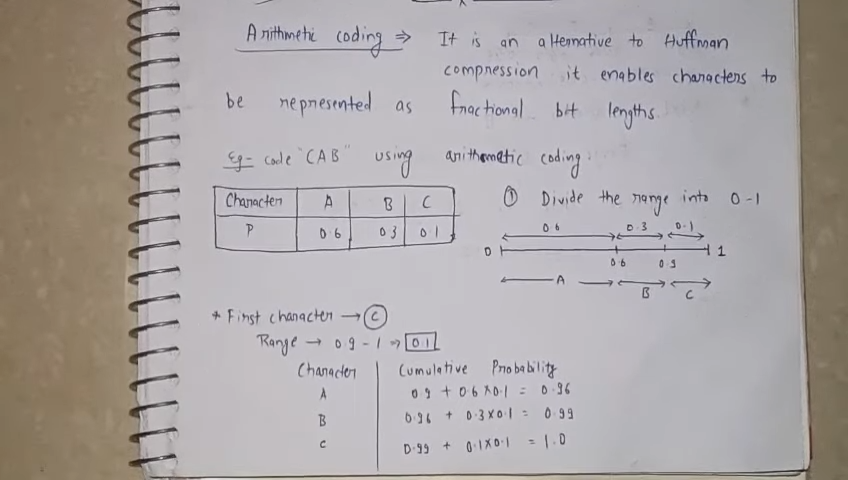 Arithmetic coding ⇒ It is an alternative to Huffman
compression it enables characters to
be represented as fractional bit lengths.
Eg- code "CAB" using arithmetic coding:
Character A B C
P 0.6 0.3 0.1
① Divide the range into 0-1
0.6 0.3 0.1
0 1
0.6 0.9
A B C
* First character → C
Range → 0.9 - 1 ⇒ 0.1
Character Cumulative Probability
A 0.9 + 0.6×0.1 = 0.96
B 0.96 + 0.3×0.1 = 0.99
C 0.99 + 0.1×0.1 = 1.0